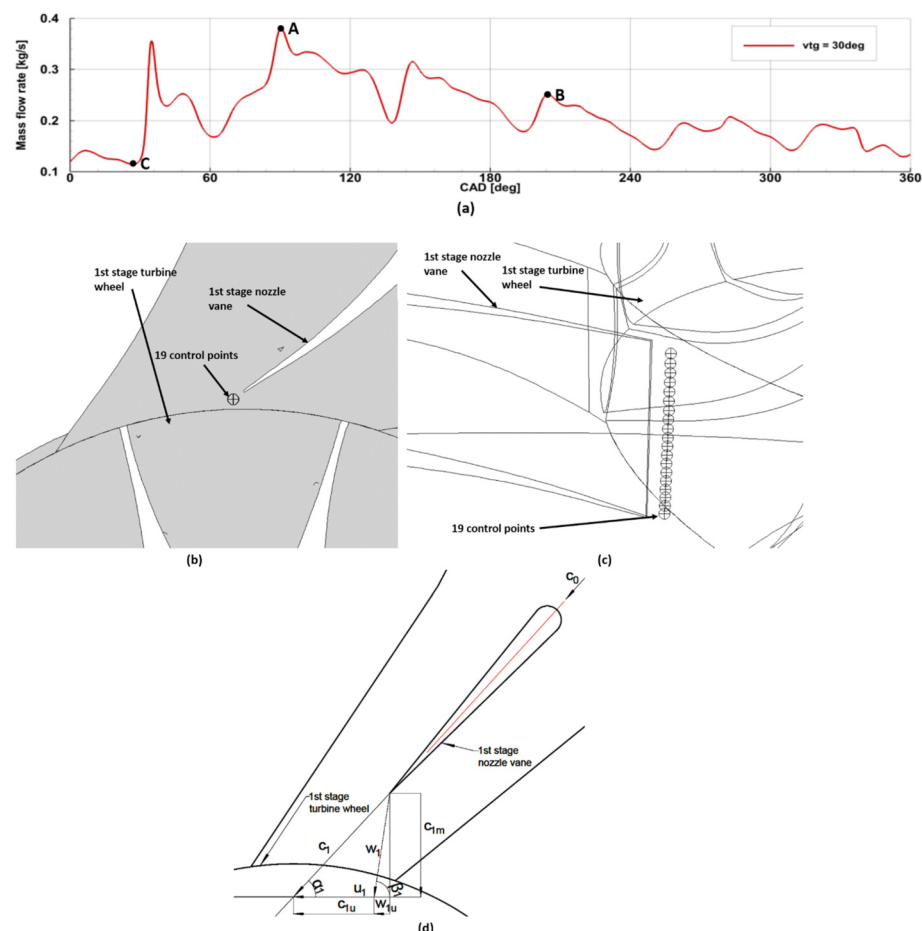 Mass flow rate [kg/s]
0.4
0.3
0.2
0.1
A
B
C
vtg = 30deg
0
60
120
180
240
300
360
CAD [deg]
(a)
1st stage turbine
wheel
1st stage nozzle
vane
19 control points
(b)
1st stage nozzle
vane
1st stage turbine
wheel
19 control points
(c)
c0
1st stage
nozzle vane
1st stage
turbine wheel
c1
w1
c1m
α1
u1
β1
c1u
w1u
(d)